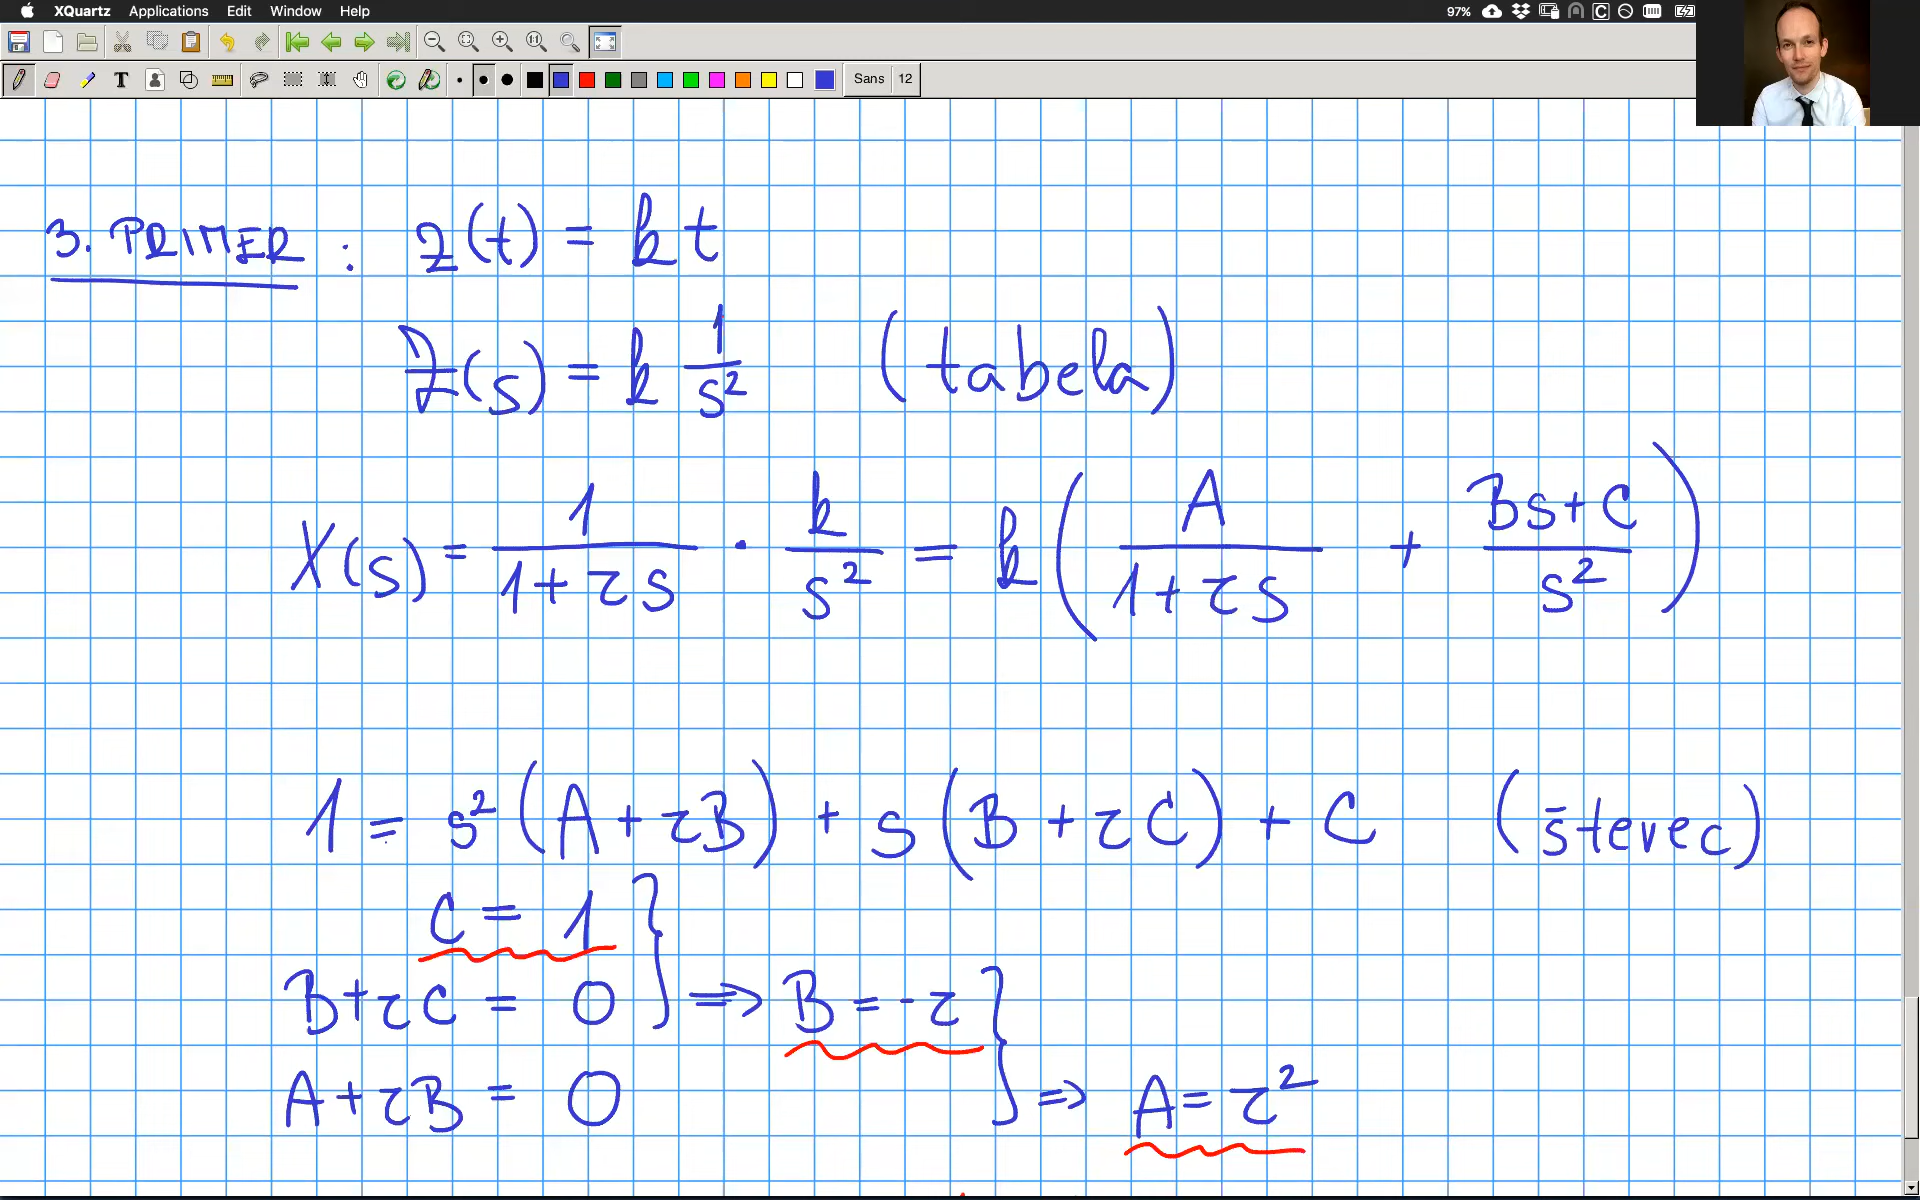 XQuartz Applications Edit Window Help 97%
Sans 12
3. PRIMER : z(t) = k t
Z(s) = k 1/s² (tabela)
X(s) = 1/(1+τs) · k/s² = k ( A/(1+τs) + (Bs+C)/s² )
1 = s² (A+τB) + s (B+τC) + C (števec)
C = 1
B+τC = 0 } ⇒ B = -τ
A+τB = 0 } ⇒ A = τ²